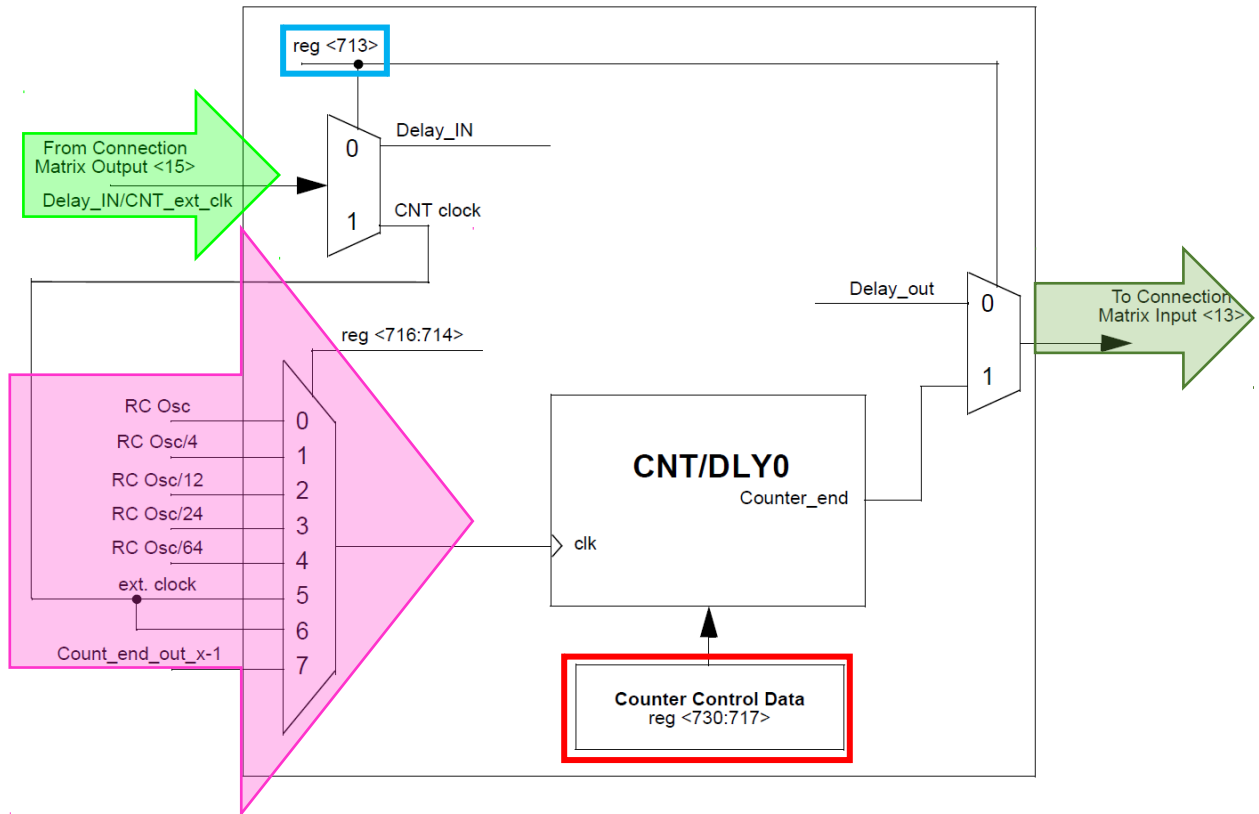 reg <713>
0
Delay_IN
From Connection
Matrix Output <15>
Delay_IN/CNT_ext_clk
1
CNT clock
Delay_out
0
To Connection
Matrix Input <13>
reg <716:714>
1
RC Osc
0
RC Osc/4
1
RC Osc/12
2
RC Osc/24
3
RC Osc/64
4
ext. clock
5
6
Count_end_out_x-1
7
CNT/DLY0
Counter_end
clk
Counter Control Data
reg <730:717>